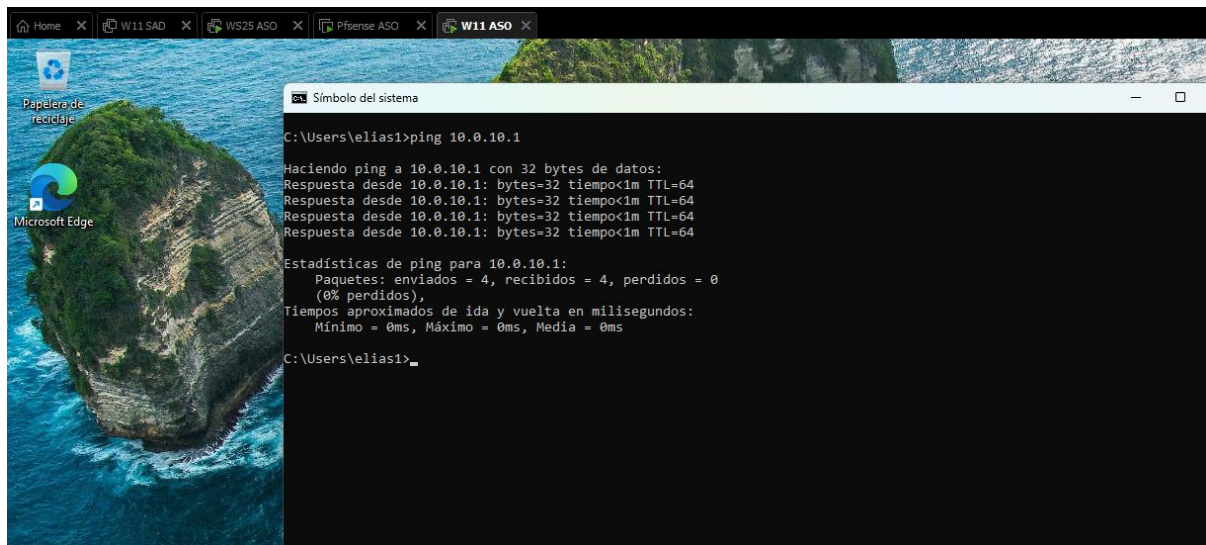 Home
W11 SAD
WS25 ASO
Pfsense ASO
W11 ASO
Papelera de
reciclaje
Microsoft Edge
Símbolo del sistema
C:\Users\elias1>ping 10.0.10.1
Haciendo ping a 10.0.10.1 con 32 bytes de datos:
Respuesta desde 10.0.10.1: bytes=32 tiempo<1m TTL=64
Respuesta desde 10.0.10.1: bytes=32 tiempo<1m TTL=64
Respuesta desde 10.0.10.1: bytes=32 tiempo<1m TTL=64
Respuesta desde 10.0.10.1: bytes=32 tiempo<1m TTL=64
Estadísticas de ping para 10.0.10.1:
Paquetes: enviados = 4, recibidos = 4, perdidos = 0
(0% perdidos),
Tiempos aproximados de ida y vuelta en milisegundos:
Mínimo = 0ms, Máximo = 0ms, Media = 0ms
C:\Users\elias1>